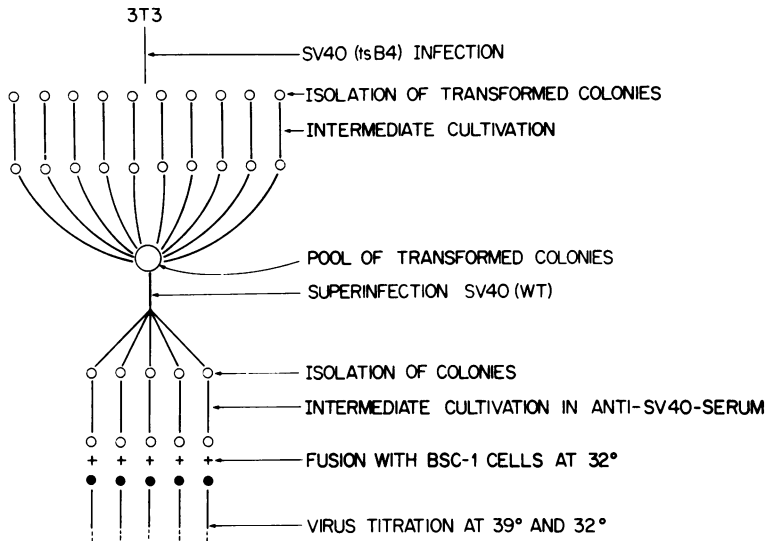 3T3
SV40 (tsB4) INFECTION
ISOLATION OF TRANSFORMED COLONIES
INTERMEDIATE CULTIVATION
POOL OF TRANSFORMED COLONIES
SUPERINFECTION SV40 (WT)
ISOLATION OF COLONIES
INTERMEDIATE CULTIVATION IN ANTI-SV40-SERUM
+ + + + +
FUSION WITH BSC-1 CELLS AT 32°
VIRUS TITRATION AT 39° AND 32°